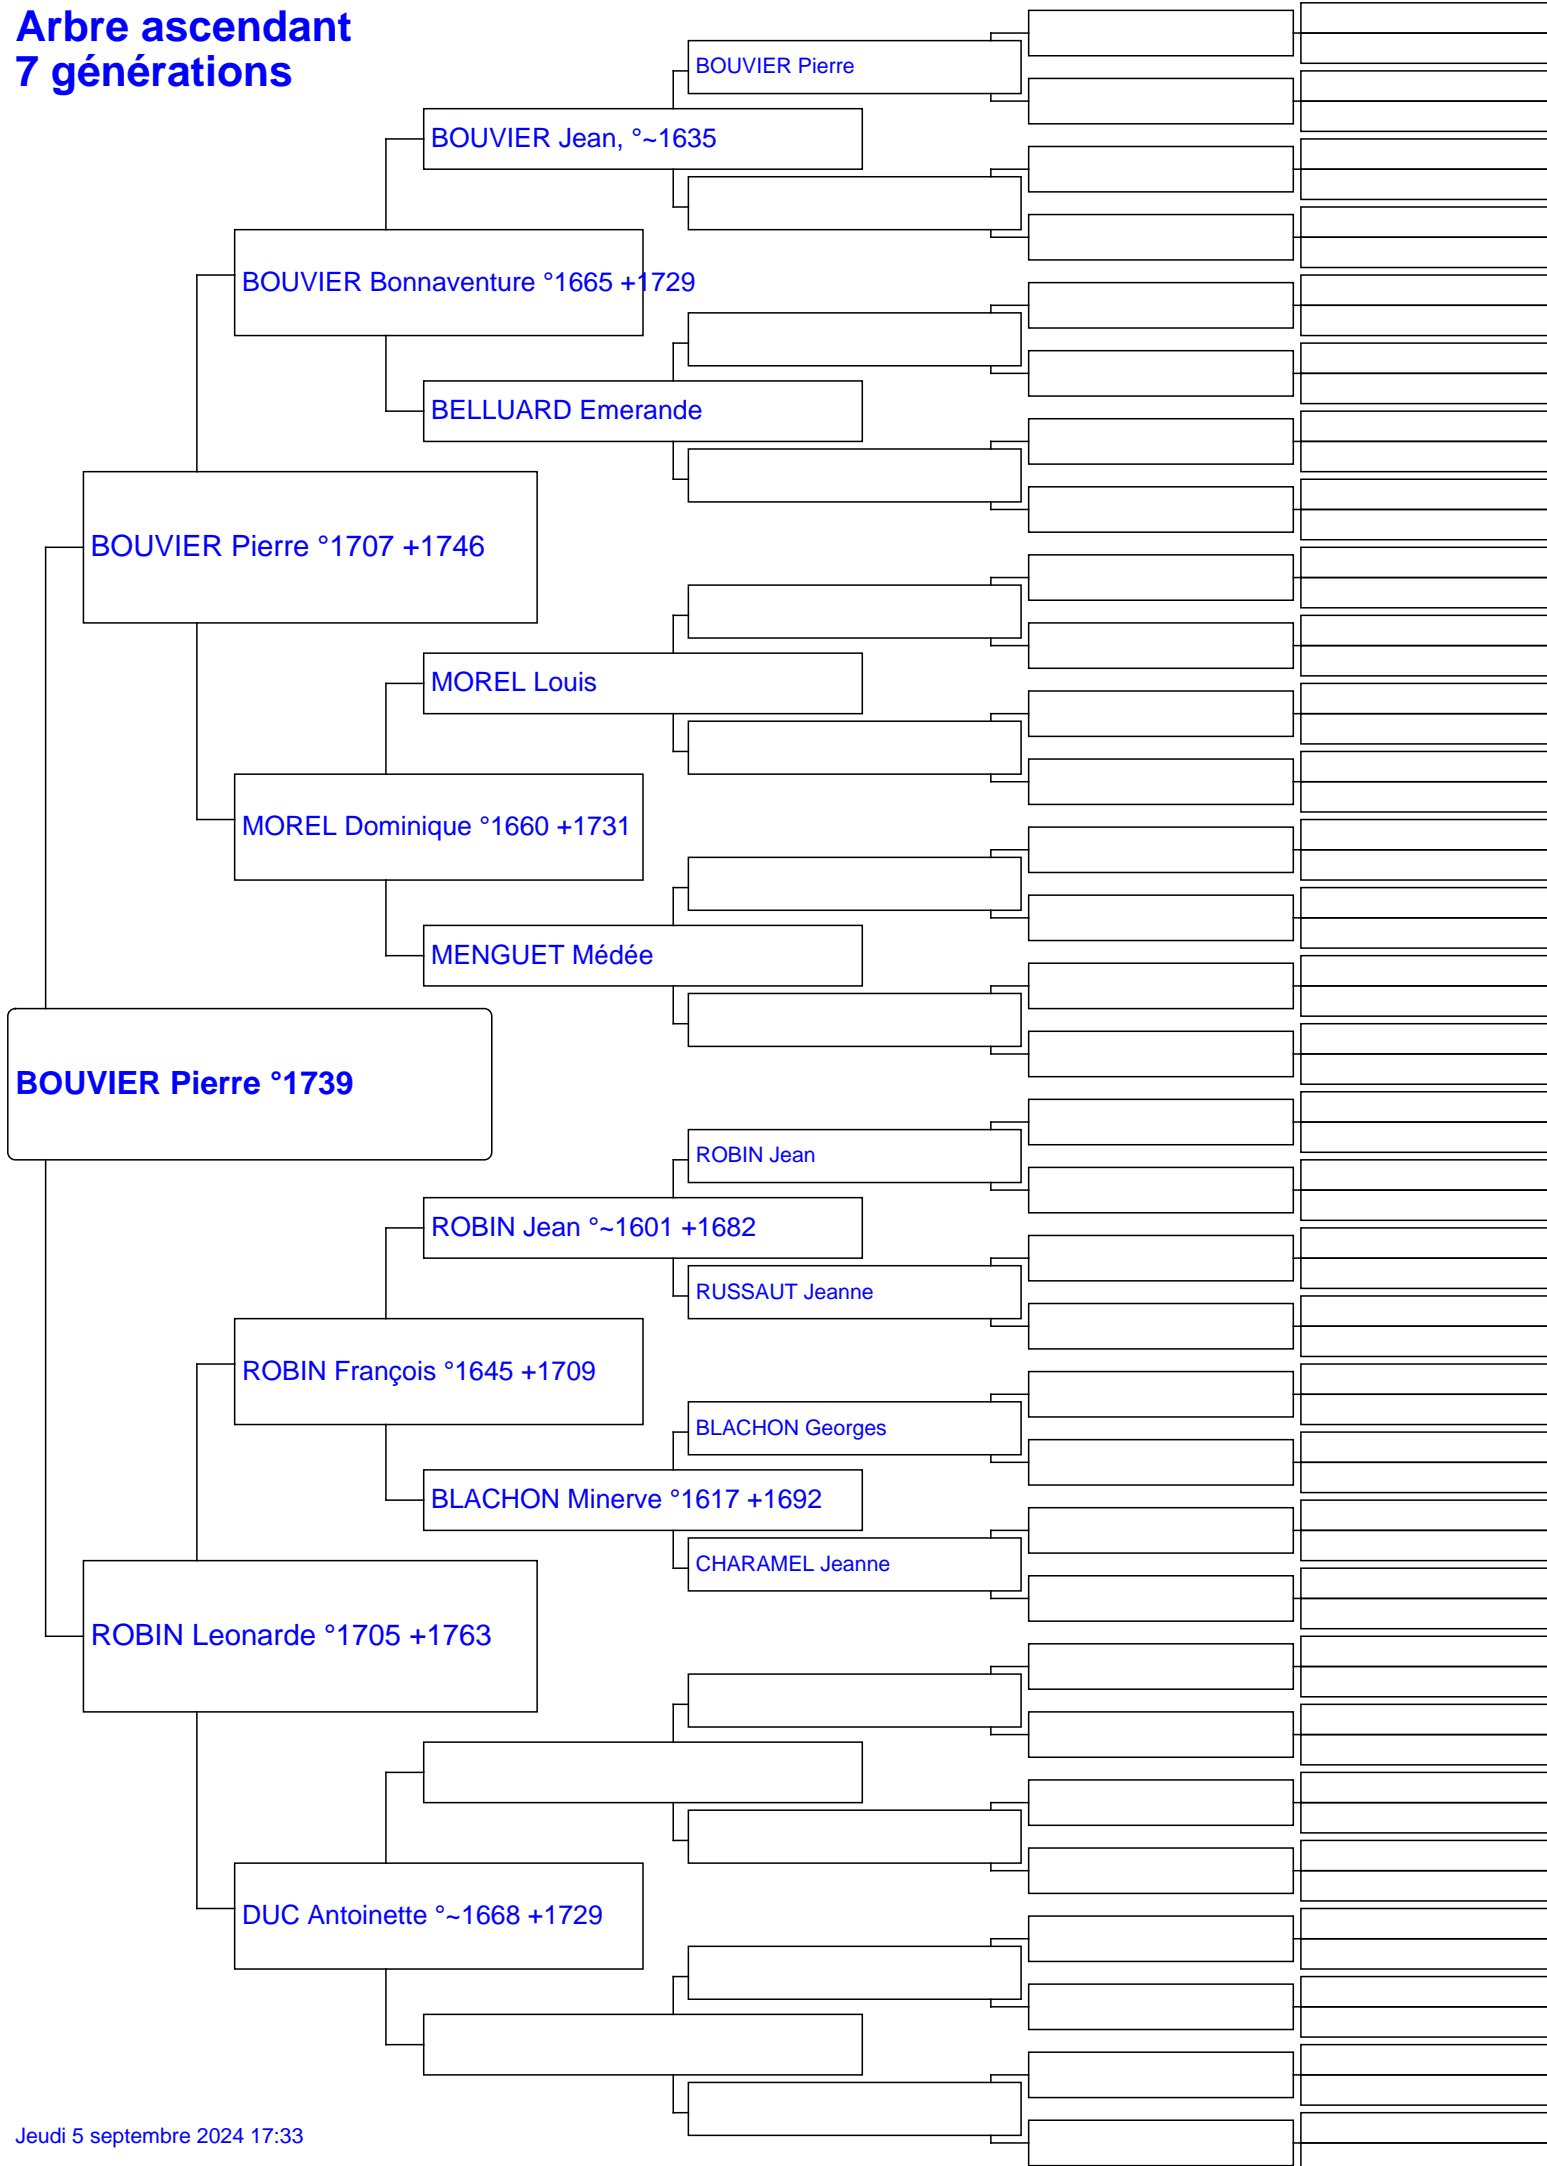 Arbre ascendant
7 générations
BOUVIER Pierre
BOUVIER Jean, °~1635
BOUVIER Bonnaventure °1665 +1729
BELLUARD Emerande
BOUVIER Pierre °1707 +1746
MOREL Louis
MOREL Dominique °1660 +1731
MENGUET Médée
BOUVIER Pierre °1739
ROBIN Jean
ROBIN Jean °~1601 +1682
RUSSAUT Jeanne
ROBIN François °1645 +1709
BLACHON Georges
BLACHON Minerve °1617 +1692
CHARAMEL Jeanne
ROBIN Leonarde °1705 +1763
DUC Antoinette °~1668 +1729
Jeudi 5 septembre 2024 17:33